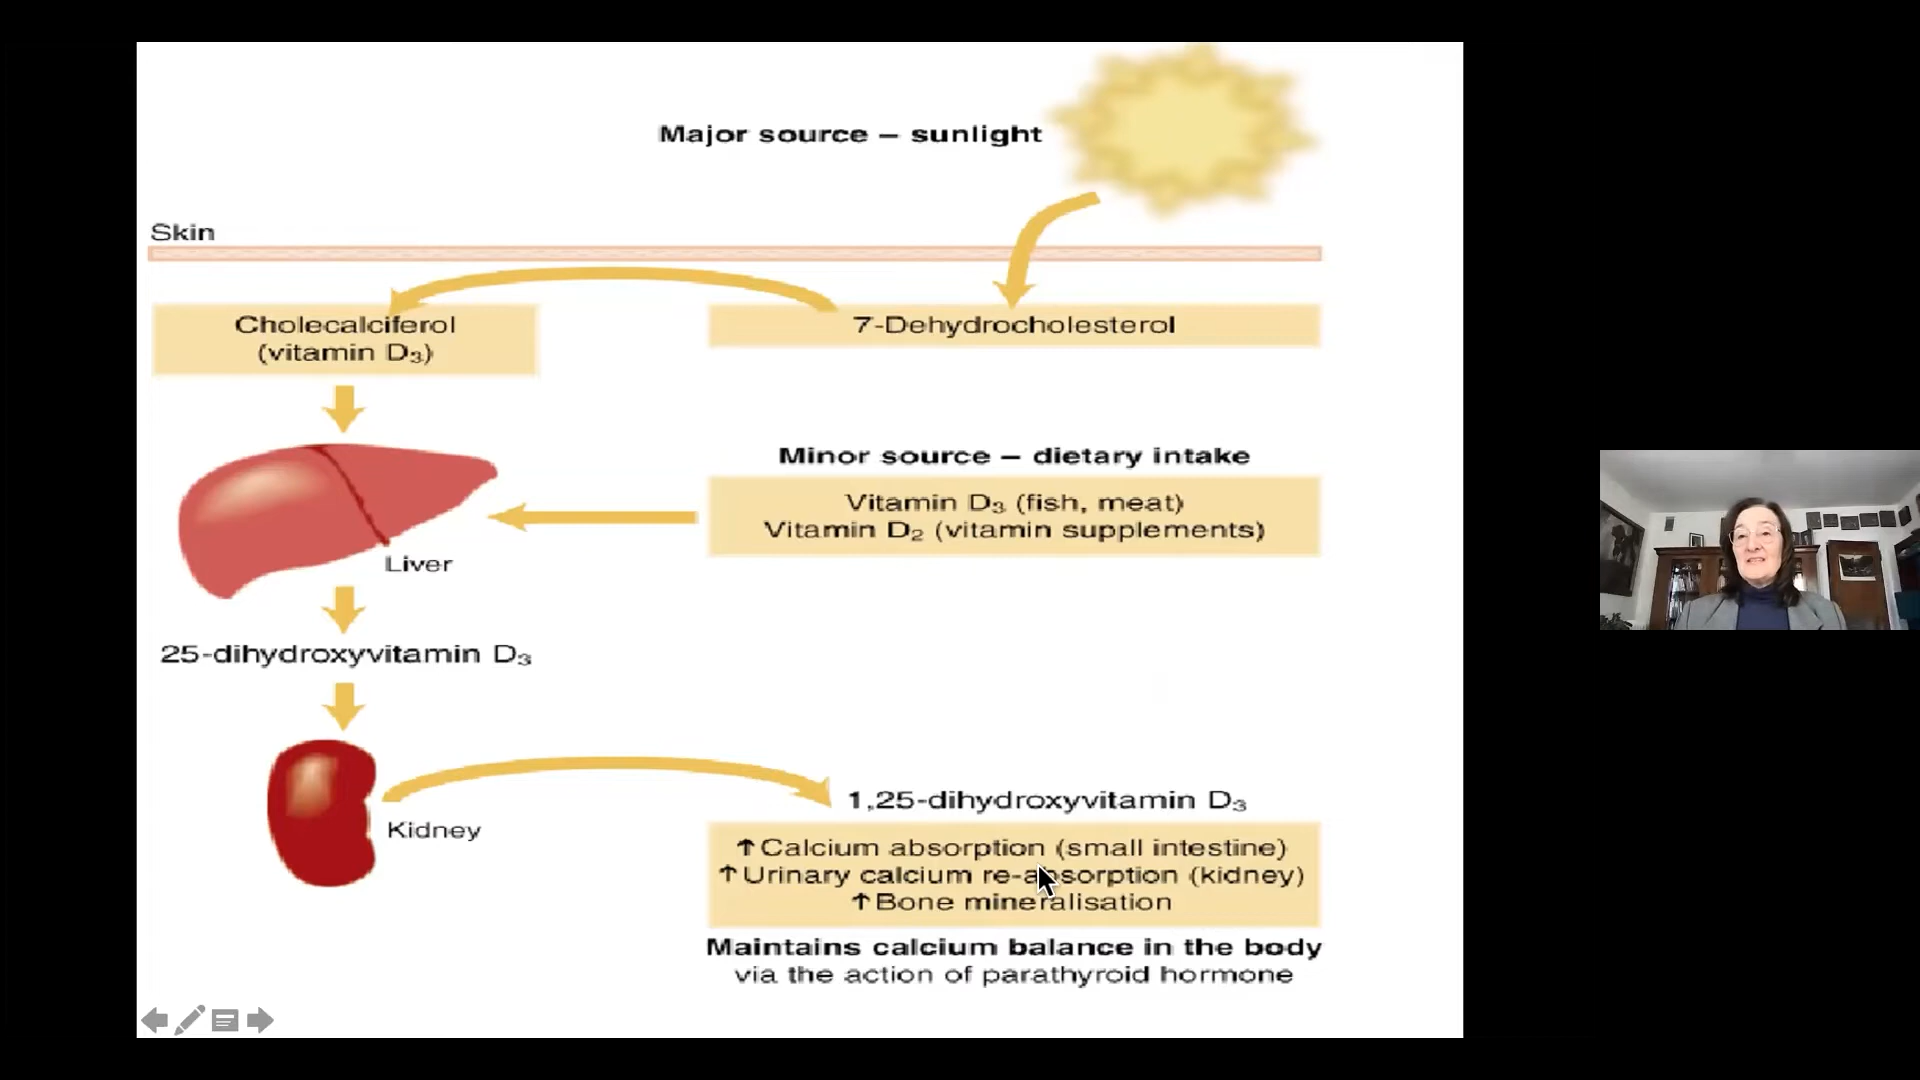 Major source – sunlight
Skin
Cholecalciferol
(vitamin D₃)
7-Dehydrocholesterol
Minor source – dietary intake
Vitamin D₃ (fish, meat)
Vitamin D₂ (vitamin supplements)
Liver
25-dihydroxyvitamin D₃
Kidney
1,25-dihydroxyvitamin D₃
↑Calcium absorption (small intestine)
↑Urinary calcium re-absorption (kidney)
↑Bone mineralisation
Maintains calcium balance in the body
via the action of parathyroid hormone